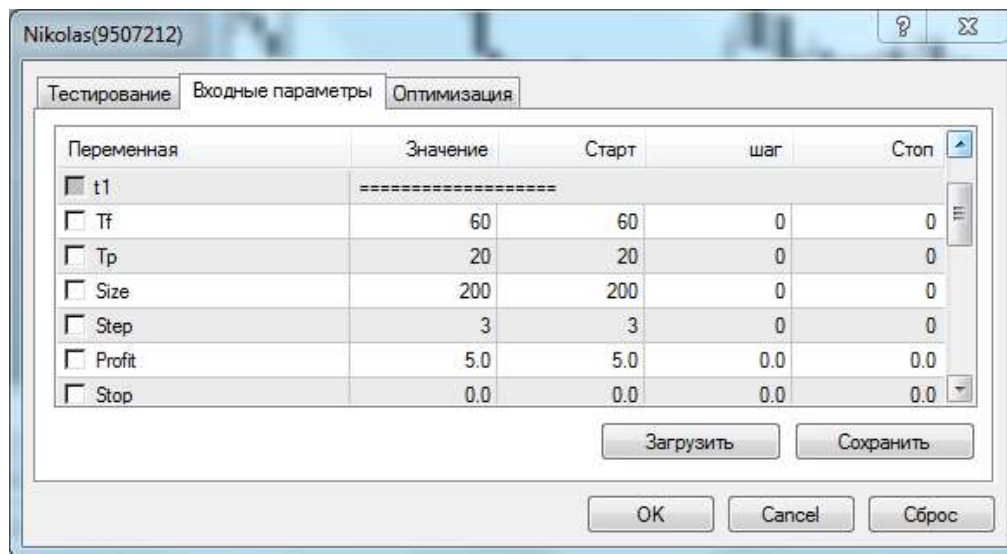 Nikolas(9507212)
Тестирование Входные параметры Оптимизация
Переменная Значение Старт шаг Стоп
t1 ===================
Tf 60 60 0 0
Tp 20 20 0 0
Size 200 200 0 0
Step 3 3 0 0
Profit 5.0 5.0 0.0 0.0
Stop 0.0 0.0 0.0 0.0
Загрузить Сохранить
OK Cancel Сброс